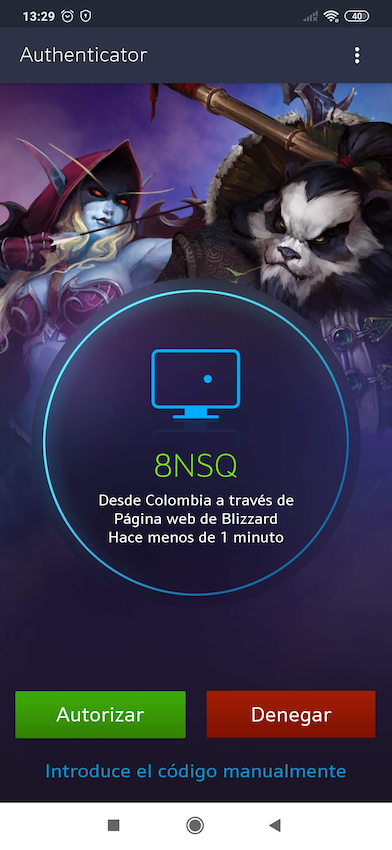 13:29
40
Authenticator
8NSQ
Desde Colombia a través de
Página web de Blizzard
Hace menos de 1 minuto
Autorizar
Denegar
Introduce el código manualmente